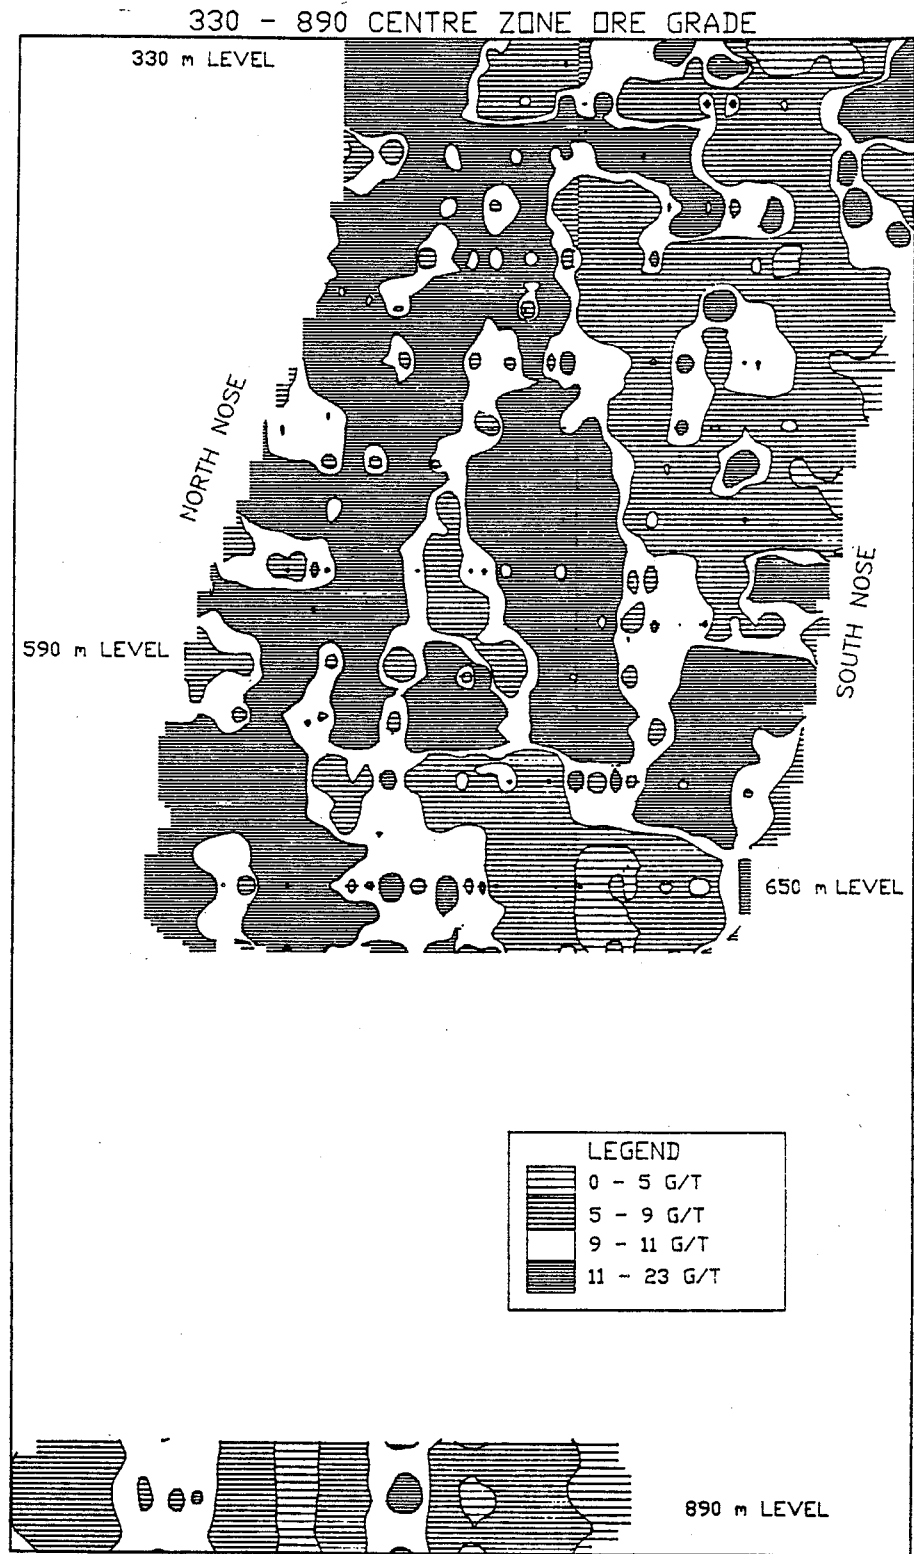 330 - 890 CENTRE ZONE ORE GRADE
330 m LEVEL
NORTH NOSE
SOUTH NOSE
590 m LEVEL
650 m LEVEL
LEGEND
0 - 5 G/T
5 - 9 G/T
9 - 11 G/T
11 - 23 G/T
890 m LEVEL